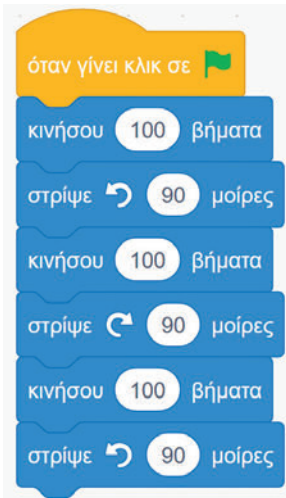 όταν γίνει κλικ σε
κινήσου 100 βήματα
στρίψε 90 μοίρες
κινήσου 100 βήματα
στρίψε 90 μοίρες
κινήσου 100 βήματα
στρίψε 90 μοίρες